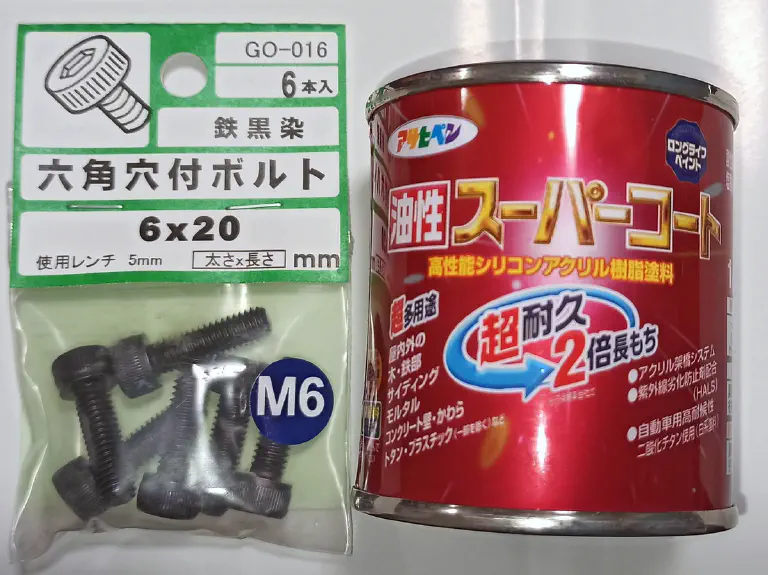 GO-016
6本入
鉄黒染
六角穴付ボルト
6x20
使用レンチ 5mm 太さx長さ mm
M6
アサヒペン
ロングライフ
ペイント
油性
スーパーコート
高性能シリコンアクリル樹脂塗料
超多用途
屋内外の
木・鉄部
サイディング
モルタル
コンクリート壁・かわら
トタン・プラスチック(一部を除く)など
超耐久
2倍長もち
●アクリル架橋システム
●紫外線劣化防止剤配合
(HALS)
●自動車用高耐候性
二酸化チタン使用